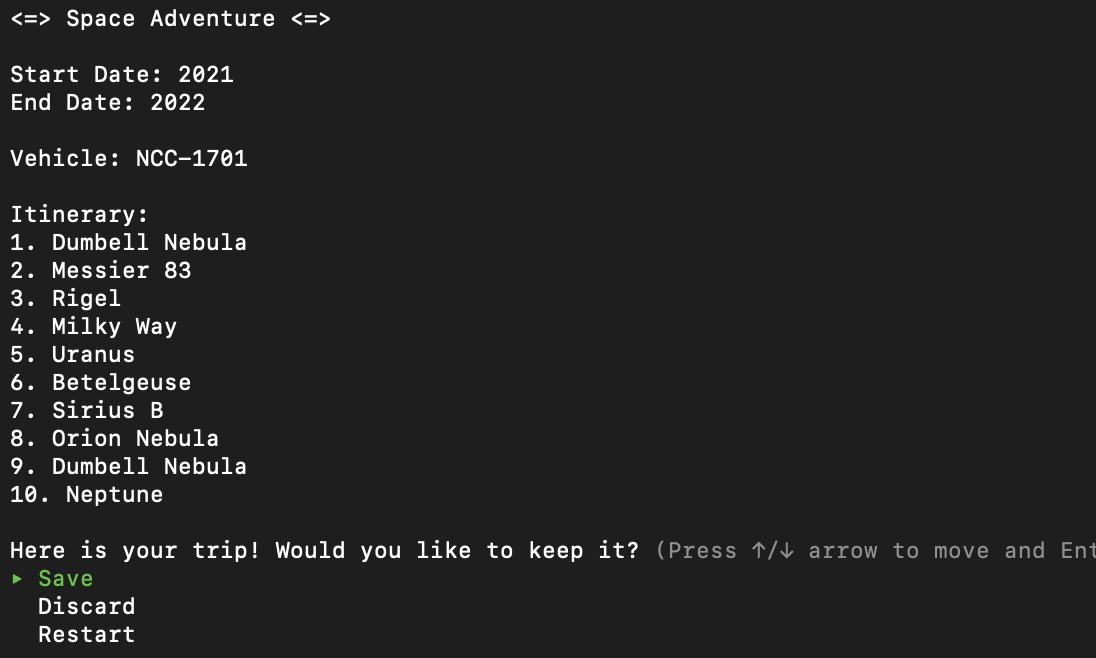 <=> Space Adventure <=>
Start Date: 2021
End Date: 2022
Vehicle: NCC-1701
Itinerary:
1. Dumbell Nebula
2. Messier 83
3. Rigel
4. Milky Way
5. Uranus
6. Betelgeuse
7. Sirius B
8. Orion Nebula
9. Dumbell Nebula
10. Neptune
Here is your trip! Would you like to keep it? (Press ↑/↓ arrow to move and Ent
▸ Save
Discard
Restart